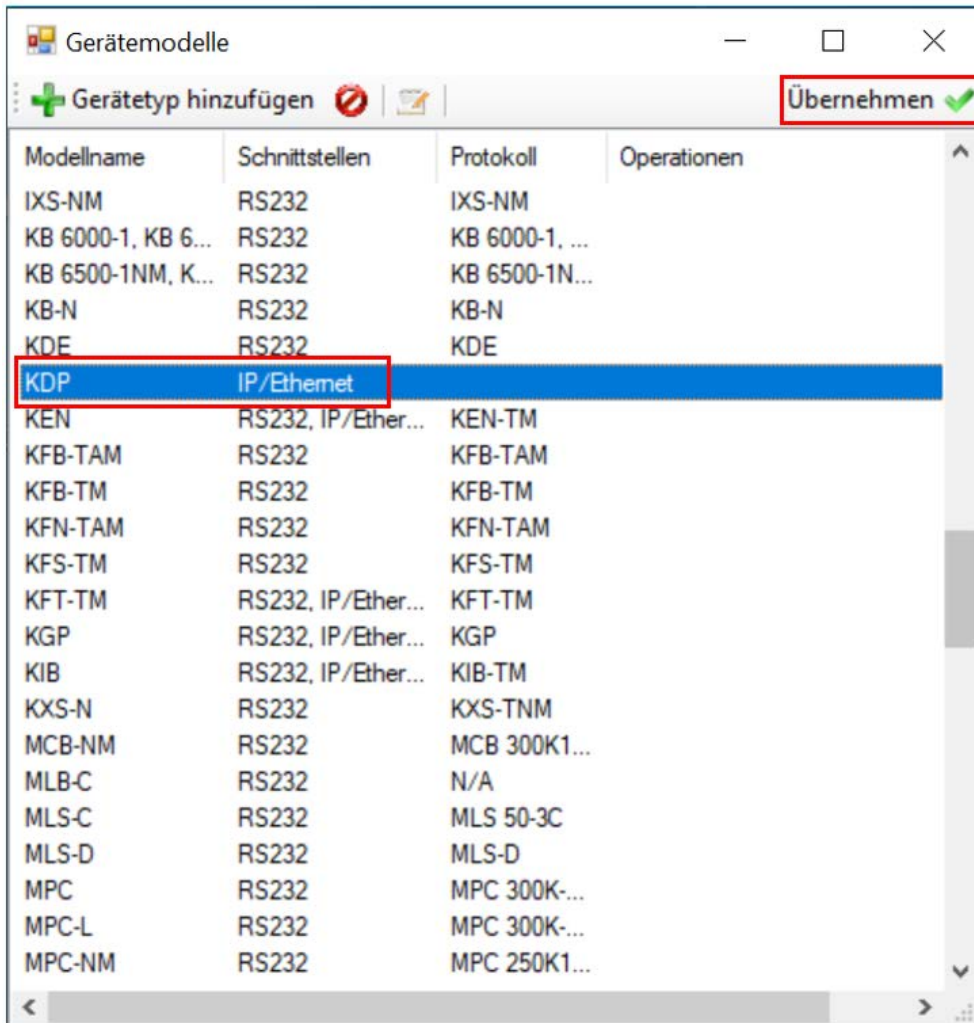 Gerätemodelle
Gerätetyp hinzufügen Übernehmen
Modellname Schnittstellen Protokoll Operationen
IXS-NM RS232 IXS-NM
KB 6000-1, KB 6... RS232 KB 6000-1, ...
KB 6500-1NM, K... RS232 KB 6500-1N...
KB-N RS232 KB-N
KDE RS232 KDE
KDP IP/Ethernet
KEN RS232, IP/Ether... KEN-TM
KFB-TAM RS232 KFB-TAM
KFB-TM RS232 KFB-TM
KFN-TAM RS232 KFN-TAM
KFS-TM RS232 KFS-TM
KFT-TM RS232, IP/Ether... KFT-TM
KGP RS232, IP/Ether... KGP
KIB RS232, IP/Ether... KIB-TM
KXS-N RS232 KXS-TNM
MCB-NM RS232 MCB 300K1...
MLB-C RS232 N/A
MLS-C RS232 MLS 50-3C
MLS-D RS232 MLS-D
MPC RS232 MPC 300K-...
MPC-L RS232 MPC 300K-...
MPC-NM RS232 MPC 250K1...